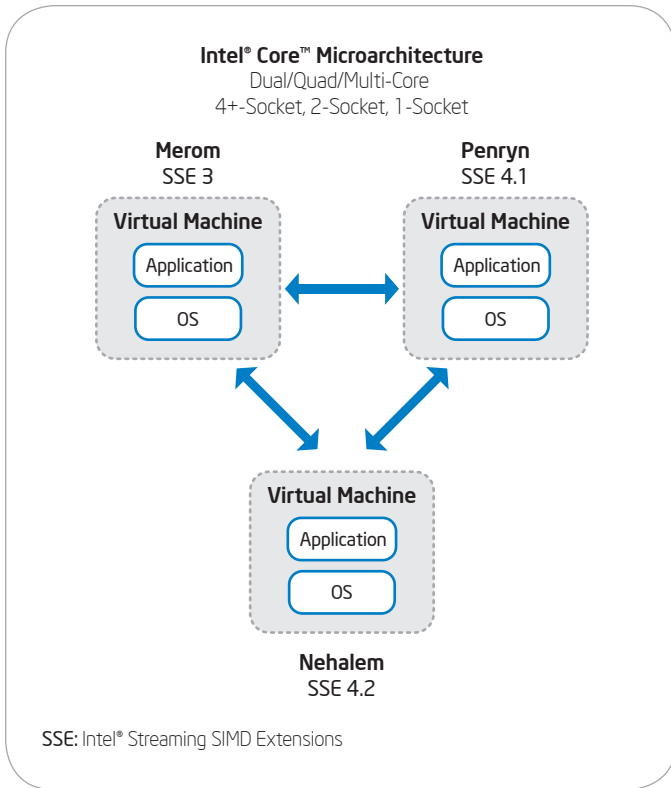 Intel® Core™ Microarchitecture
Dual/Quad/Multi-Core
4+-Socket, 2-Socket, 1-Socket
Merom
SSE 3
Virtual Machine
Application
OS
Penryn
SSE 4.1
Virtual Machine
Application
OS
Virtual Machine
Application
OS
Nehalem
SSE 4.2
SSE: Intel® Streaming SIMD Extensions